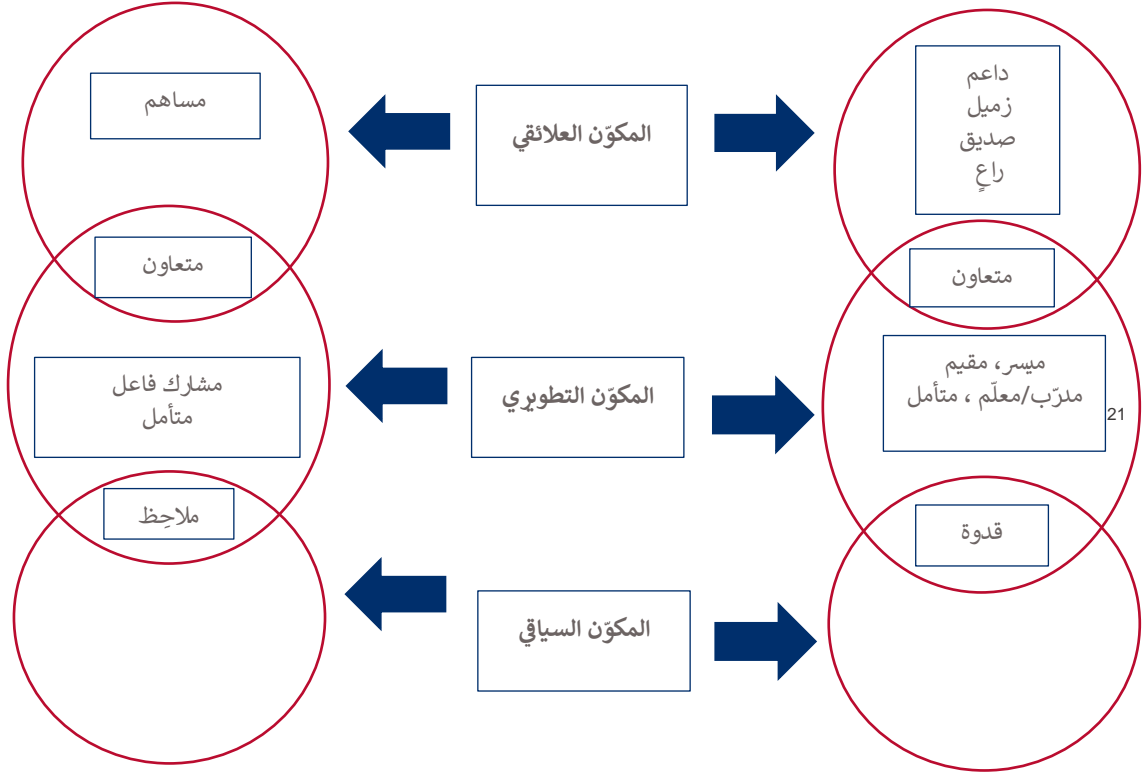 داعم
زميل
صديق
راعٍ
المكوّن العلائقي
مساهم
متعاون
متعاون
ميسر، مقيم
مدرّب/معلّم ، متأمل
21
المكوّن التطويري
مشارك فاعل
متأمل
قدوة
ملاحِظ
المكوّن السياقي